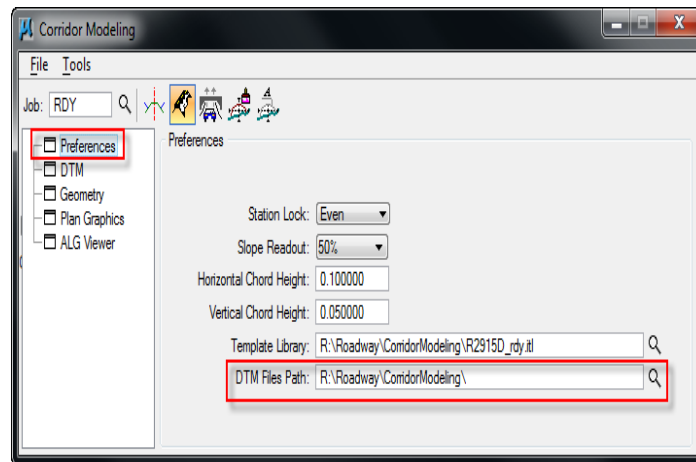 Corridor Modeling
File Tools
Job: RDY
Preferences
DTM
Geometry
Plan Graphics
ALG Viewer
Preferences
Station Lock: Even
Slope Readout: 50%
Horizontal Chord Height: 0.100000
Vertical Chord Height: 0.050000
Template Library: R:\Roadway\CorridorModeling\R2915D_rdy.itl
DTM Files Path: R:\Roadway\CorridorModeling\